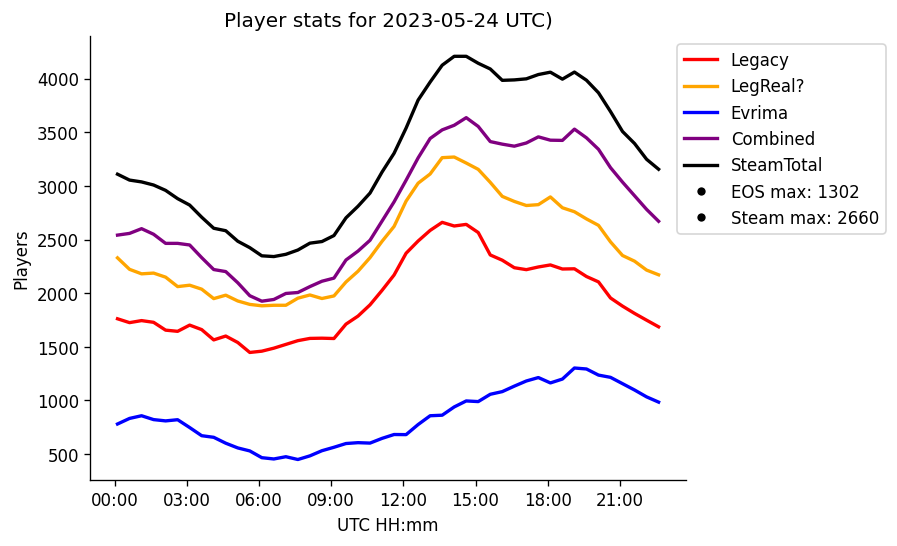 Player stats for 2023-05-24 UTC)
Players
4000
3500
3000
2500
2000
1500
1000
500
00:00 03:00 06:00 09:00 12:00 15:00 18:00 21:00
UTC HH:mm
Legacy
LegReal?
Evrima
Combined
SteamTotal
EOS max: 1302
Steam max: 2660